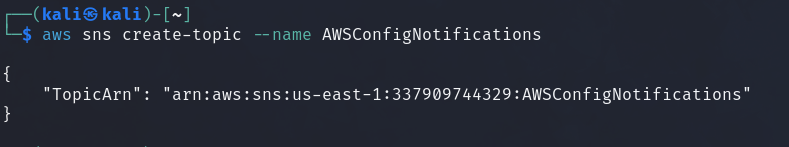 ┌──(kali㉿kali)-[~]
└─$ aws sns create-topic --name AWSConfigNotifications
{
    "TopicArn": "arn:aws:sns:us-east-1:337909744329:AWSConfigNotifications"
}